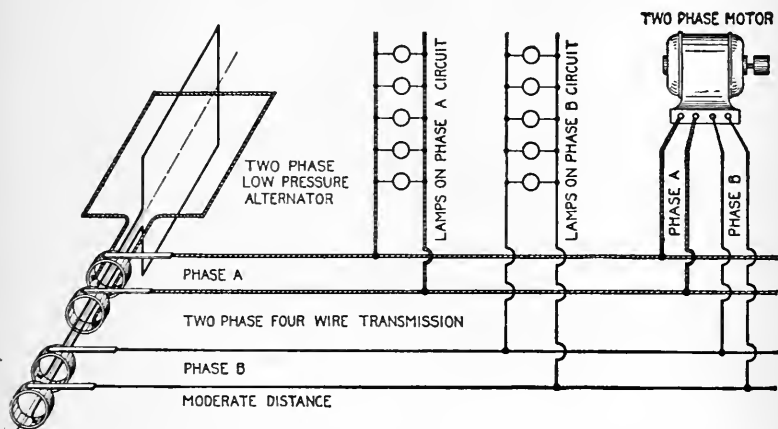 TWO PHASE MOTOR
TWO PHASE
LOW PRESSURE
ALTERNATOR
LAMPS ON PHASE A CIRCUIT
LAMPS ON PHASE B CIRCUIT
PHASE A
PHASE B
PHASE A
TWO PHASE FOUR WIRE TRANSMISSION
PHASE B
MODERATE DISTANCE